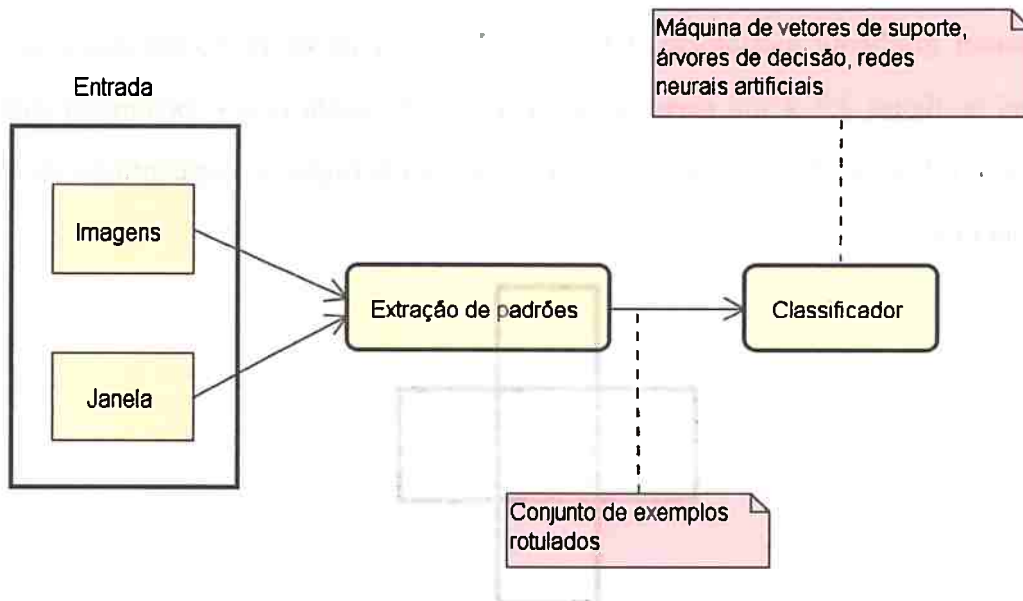 Máquina de vetores de suporte,
árvores de decisão, redes
neurais artificiais
Entrada
Imagens
Extração de padrões
Classificador
Janela
Conjunto de exemplos
rotulados